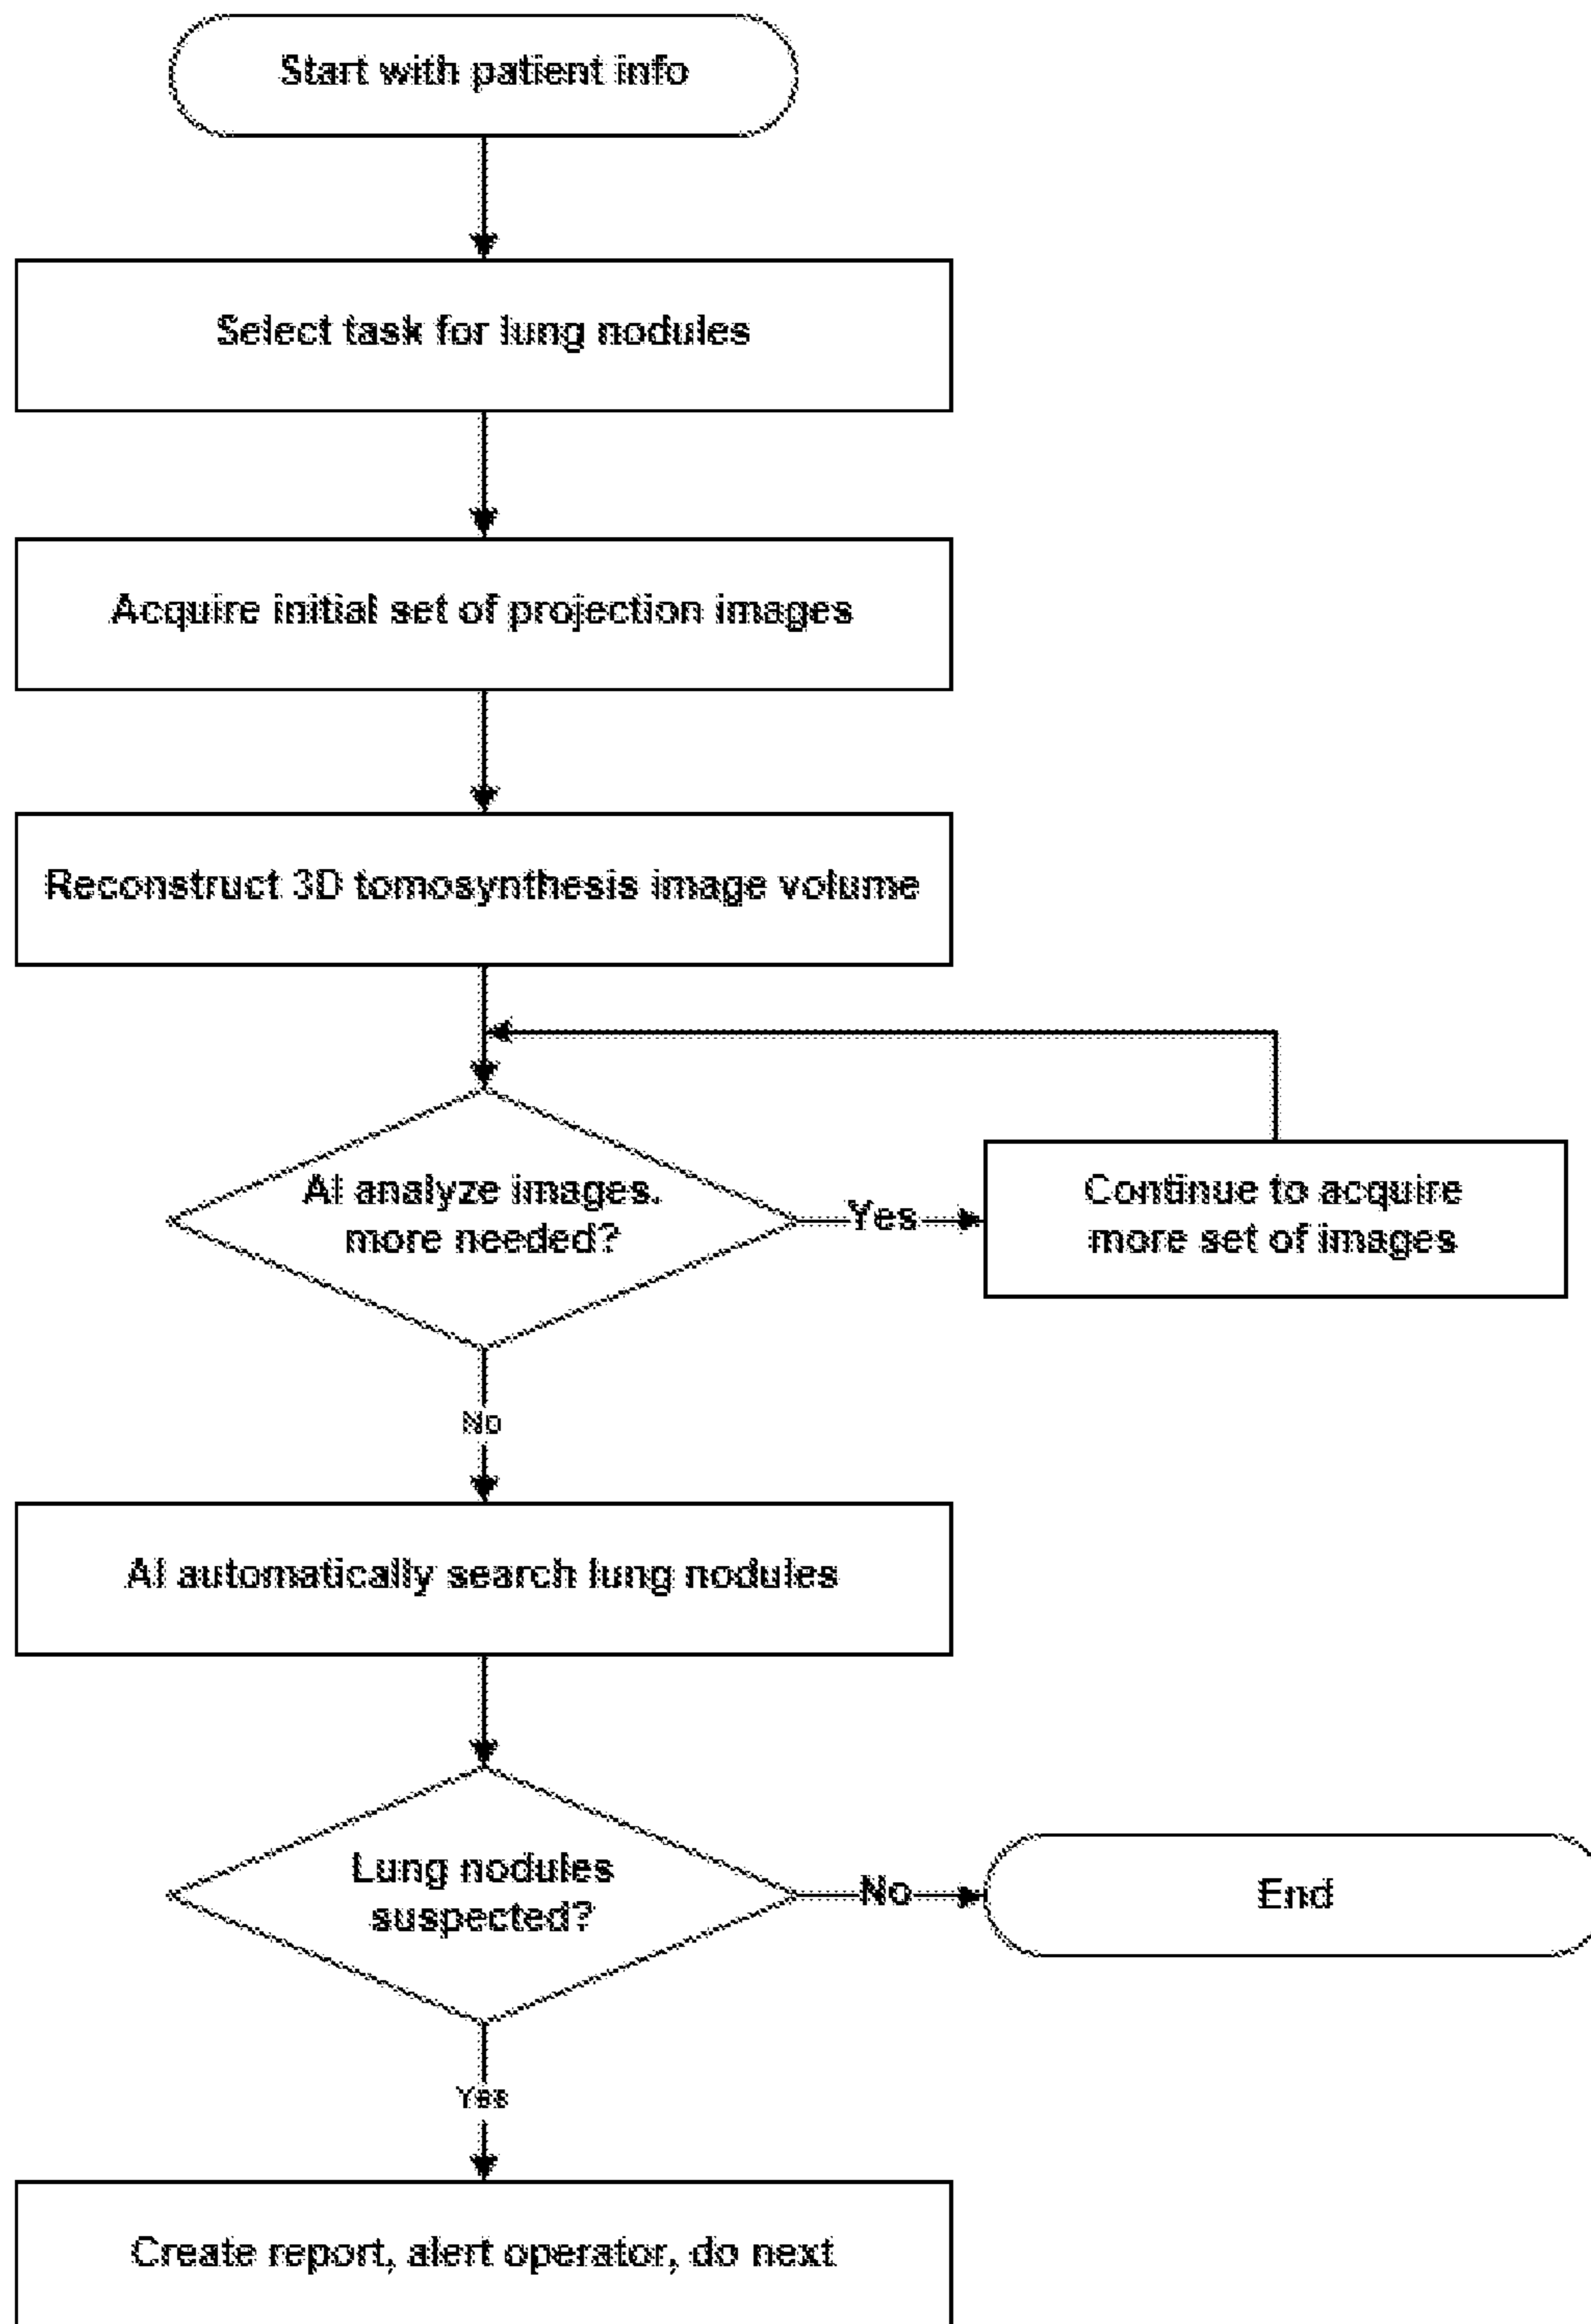 Start with patient info
Select task for lung nodules
Acquire initial set of projection images
Reconstruct 3D tomosynthesis image volume
AI analyze images.
more needed?
Yes
Continue to acquire
more set of images
No
AI automatically search lung nodules
Lung nodules
suspected?
No
End
Yes
Create report, alert operator, do next